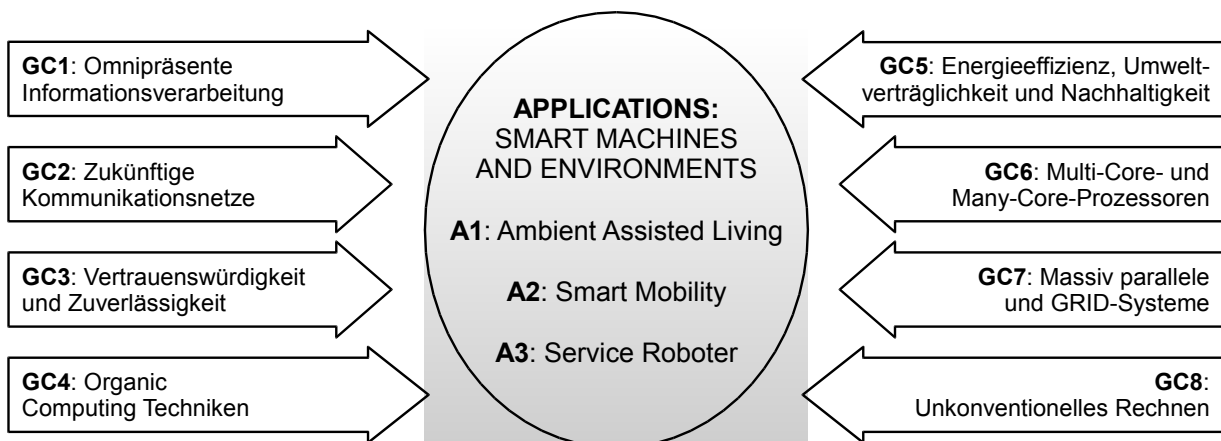 GC1: Omnipräsente
Informationsverarbeitung
GC2: Zukünftige
Kommunikationsnetze
GC3: Vertrauenswürdigkeit
und Zuverlässigkeit
GC4: Organic
Computing Techniken
APPLICATIONS:
SMART MACHINES
AND ENVIRONMENTS
A1: Ambient Assisted Living
A2: Smart Mobility
A3: Service Roboter
GC5: Energieeffizienz, Umwelt-
verträglichkeit und Nachhaltigkeit
GC6: Multi-Core- und
Many-Core-Prozessoren
GC7: Massiv parallele
und GRID-Systeme
GC8:
Unkonventionelles Rechnen